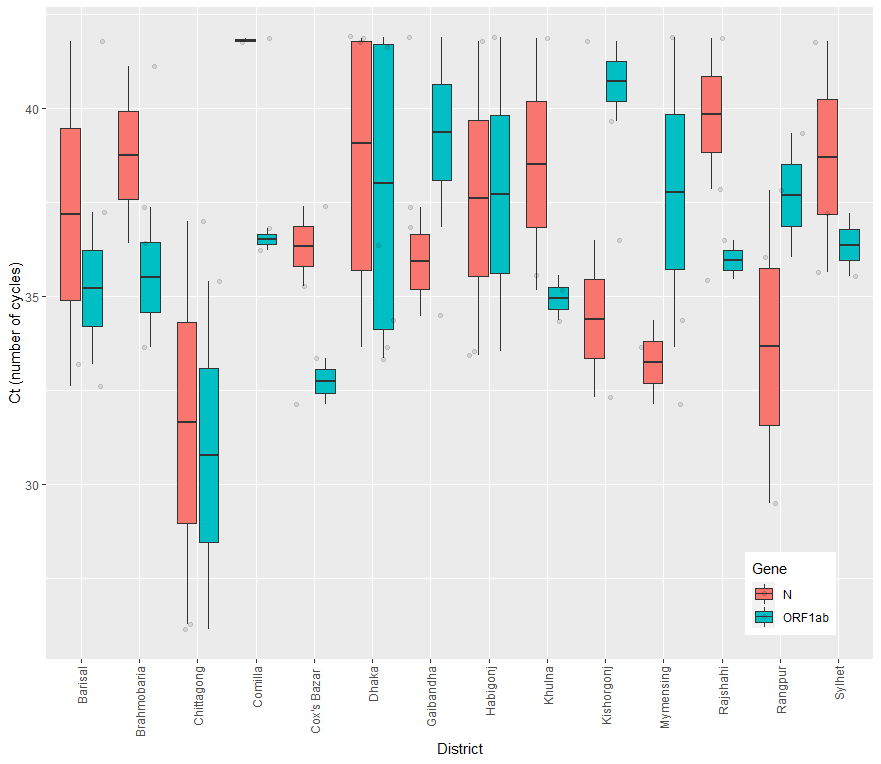 Ct (number of cycles)
40
35
30
Gene
N
ORF1ab
Barisal
Brahmobaria
Chittagong
Comilla
Cox's Bazar
Dhaka
Gaibandha
Habigonj
Khulna
Kishorgonj
Mymensing
Rajshahi
Rangpur
Sylhet
District